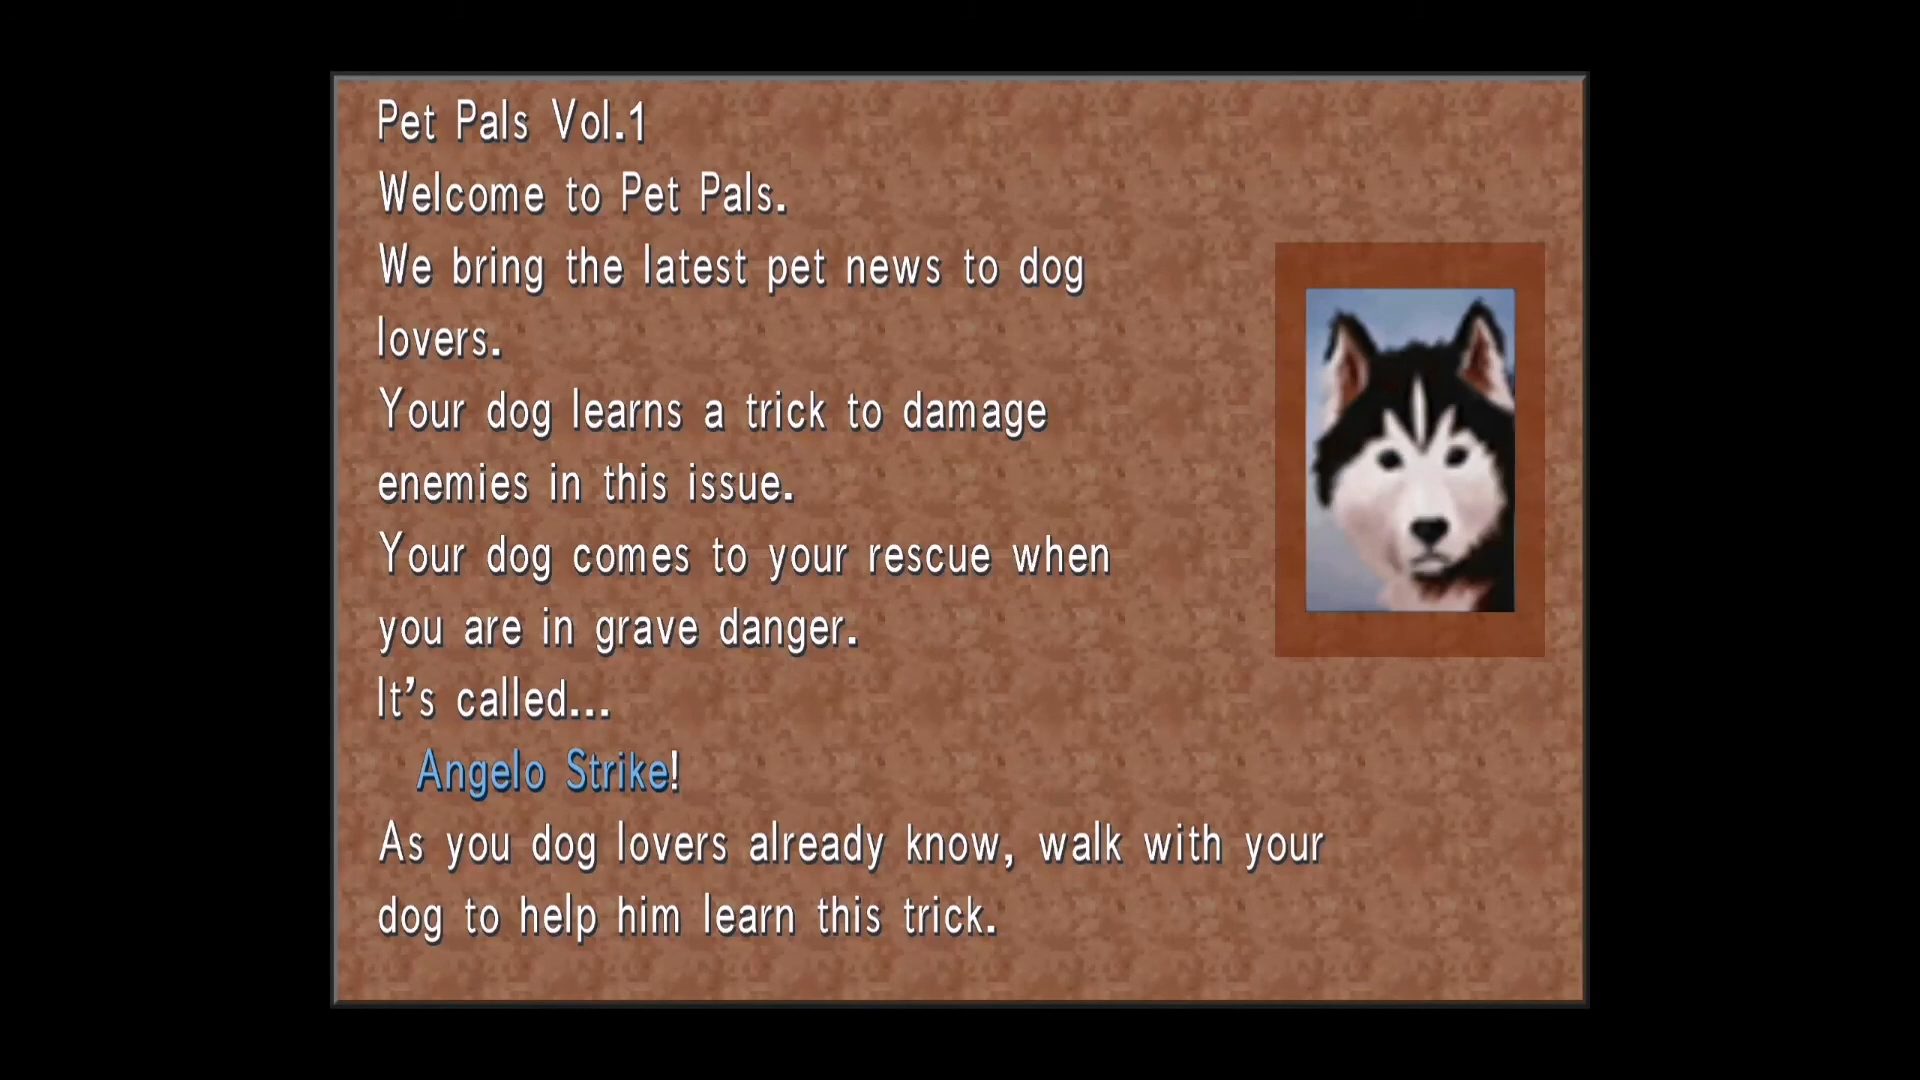 Pet Pals Vol.1
Welcome to Pet Pals.
We bring the latest pet news to dog
lovers.
Your dog learns a trick to damage
enemies in this issue.
Your dog comes to your rescue when
you are in grave danger.
It's called...
Angelo Strike!
As you dog lovers already know, walk with your
dog to help him learn this trick.